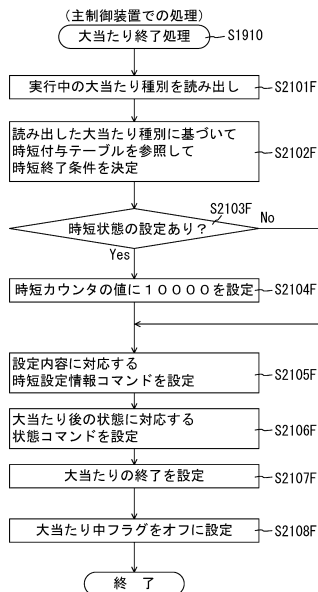 (主制御装置での処理)
大当たり終了処理
S1910
実行中の大当たり種別を読み出し
S2101F
読み出した大当たり種別に基づいて
時短付与テーブルを参照して
時短終了条件を決定
S2102F
S2103F
時短状態の設定あり?
No
Yes
時短カウンタの値に10000を設定
S2104F
設定内容に対応する
時短設定情報コマンドを設定
S2105F
大当たり後の状態に対応する
状態コマンドを設定
S2106F
大当たりの終了を設定
S2107F
大当たり中フラグをオフに設定
S2108F
終 了